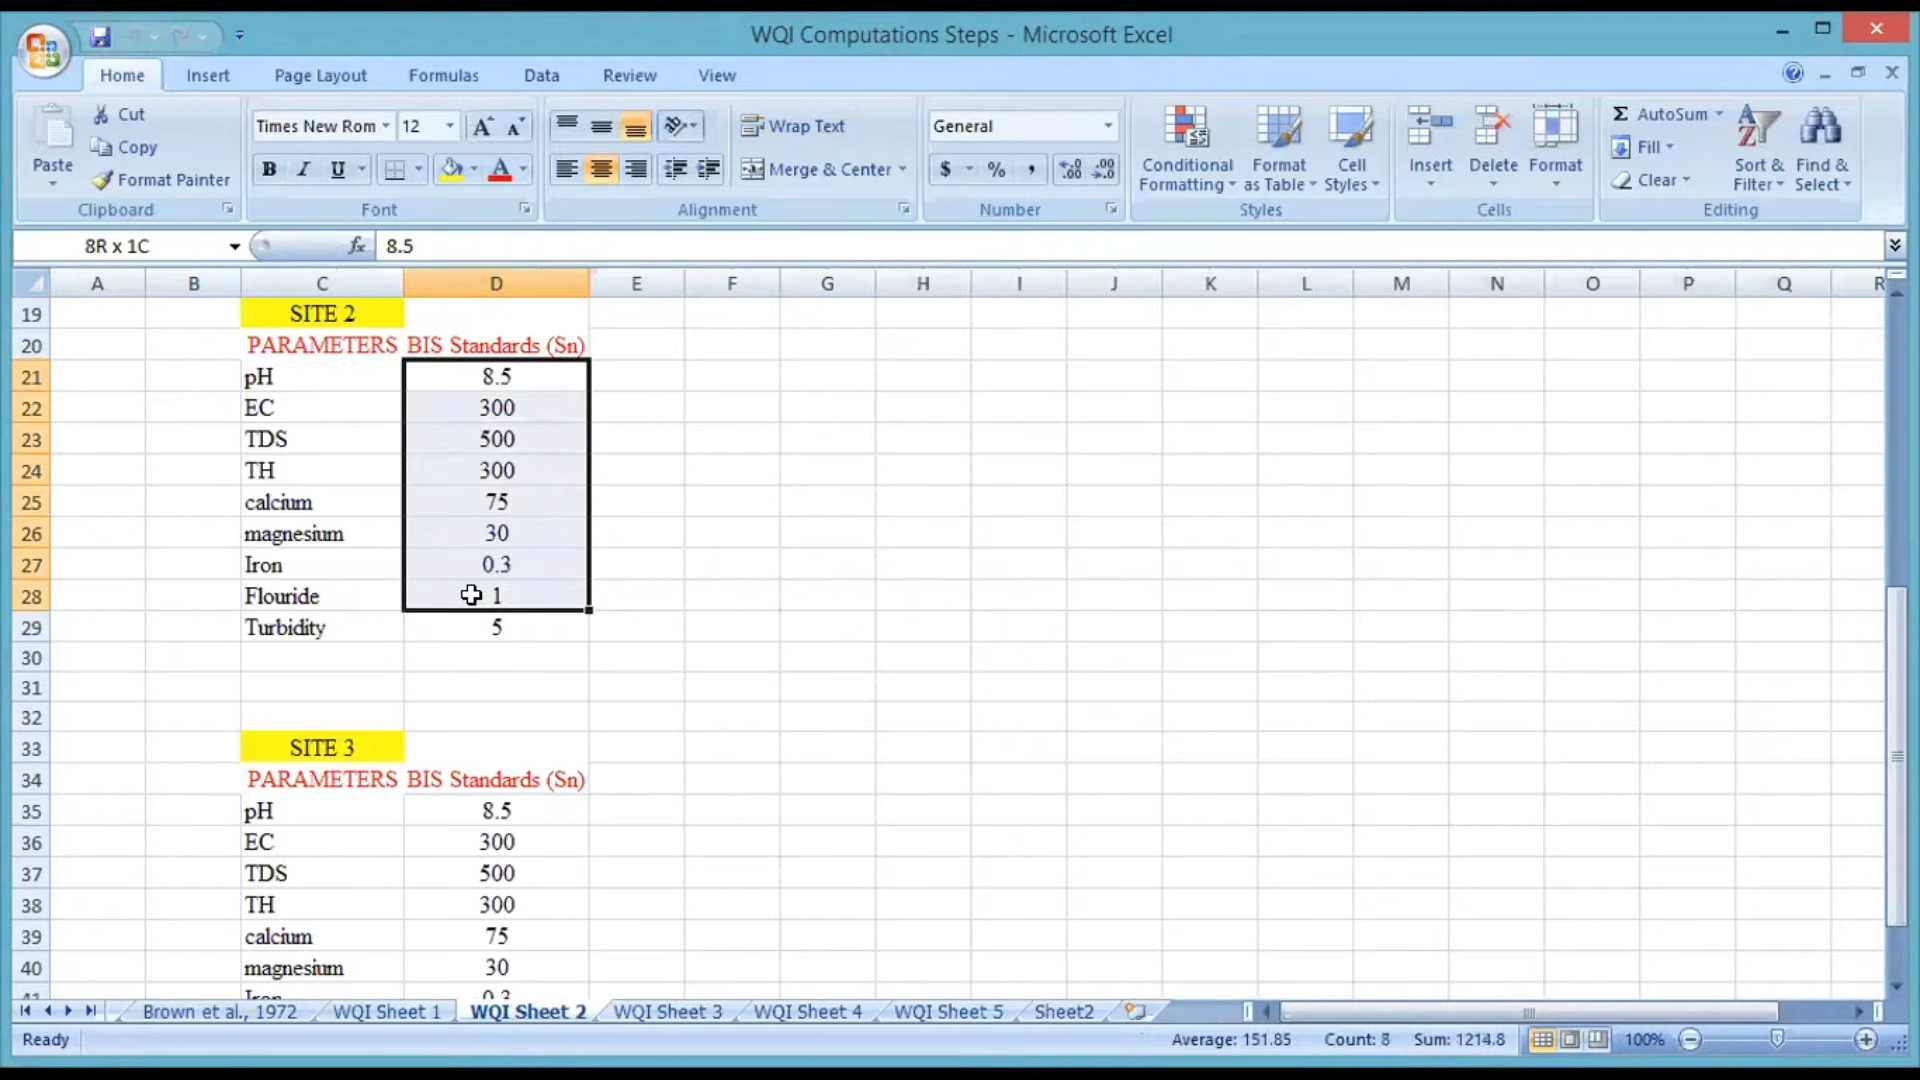 WQI Computations Steps - Microsoft Excel
Home Insert Page Layout Formulas Data Review View
Paste
Cut
Copy
Format Painter
Clipboard
Times New Rom 12
B I U
Font
Wrap Text
Merge & Center
Alignment
General
$ % ,
Number
Conditional Formatting
Format as Table
Cell Styles
Styles
Insert Delete Format
Cells
Σ AutoSum
Fill
Clear
Sort & Filter
Find & Select
Editing
8R x 1C fx 8.5
A B C D E F G H I J K L M N O P Q R
19 SITE 2
20 PARAMETERS BIS Standards (Sn)
21 pH 8.5
22 EC 300
23 TDS 500
24 TH 300
25 calcium 75
26 magnesium 30
27 Iron 0.3
28 Flouride 1
29 Turbidity 5
30
31
32
33 SITE 3
34 PARAMETERS BIS Standards (Sn)
35 pH 8.5
36 EC 300
37 TDS 500
38 TH 300
39 calcium 75
40 magnesium 30
41 Iron 0.3
Brown et al., 1972 WQI Sheet 1 WQI Sheet 2 WQI Sheet 3 WQI Sheet 4 WQI Sheet 5 Sheet2
Ready Average: 151.85 Count: 8 Sum: 1214.8 100%